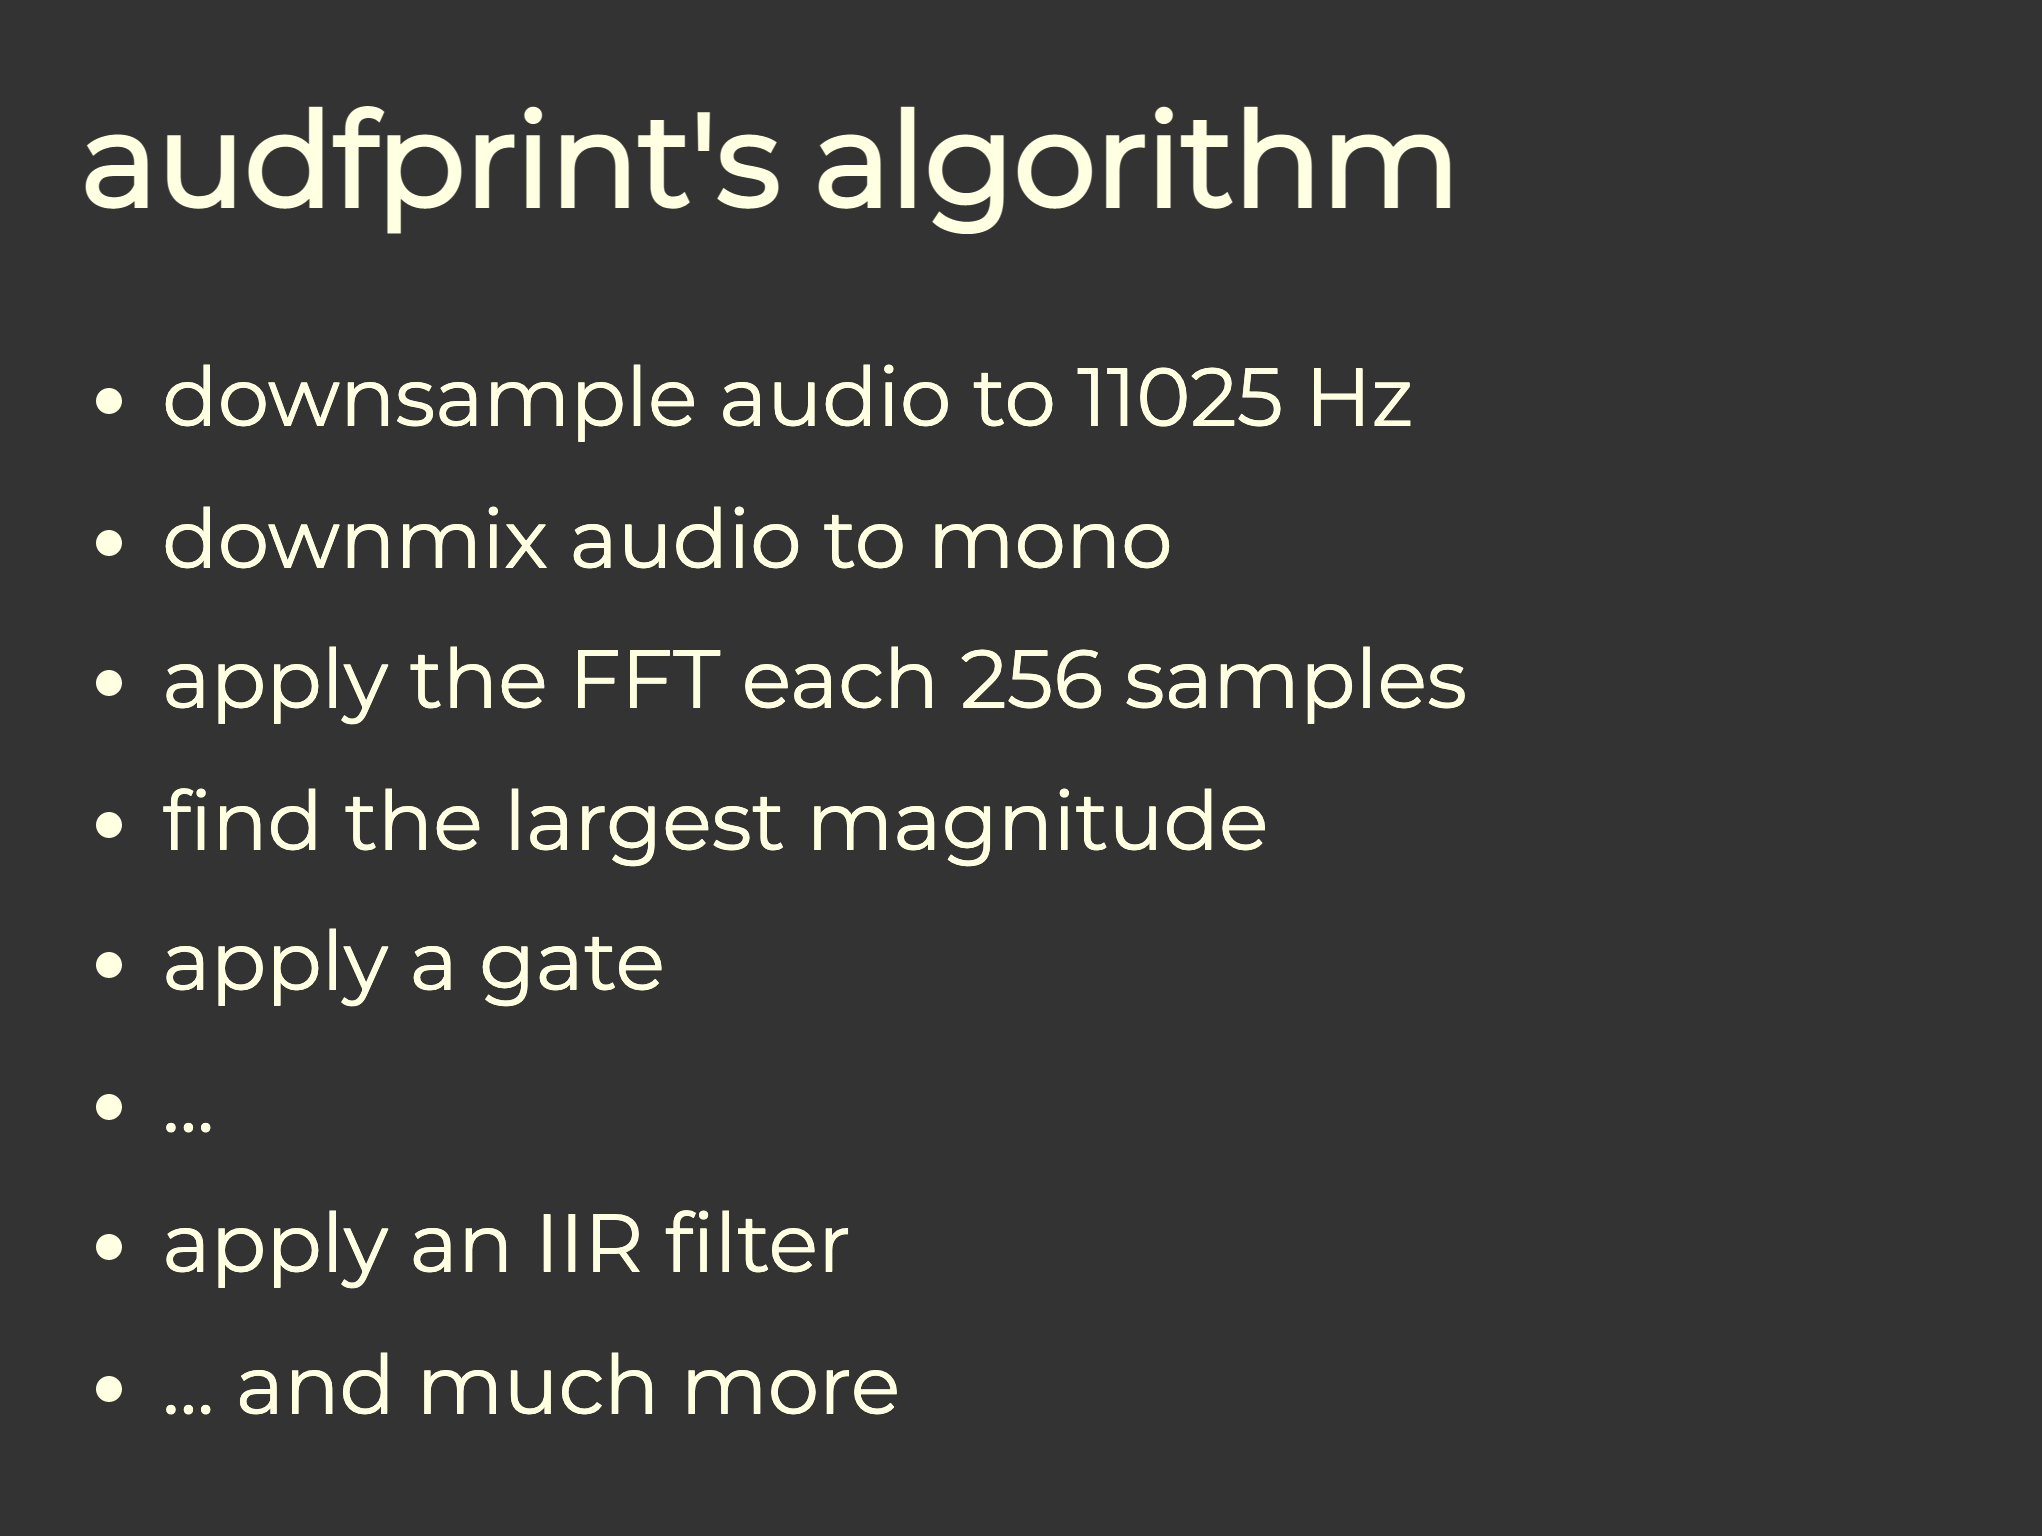 audfprint's algorithm
• downsample audio to 11025 Hz
• downmix audio to mono
• apply the FFT each 256 samples
• find the largest magnitude
• apply a gate
• ...
• apply an IIR filter
• ... and much more